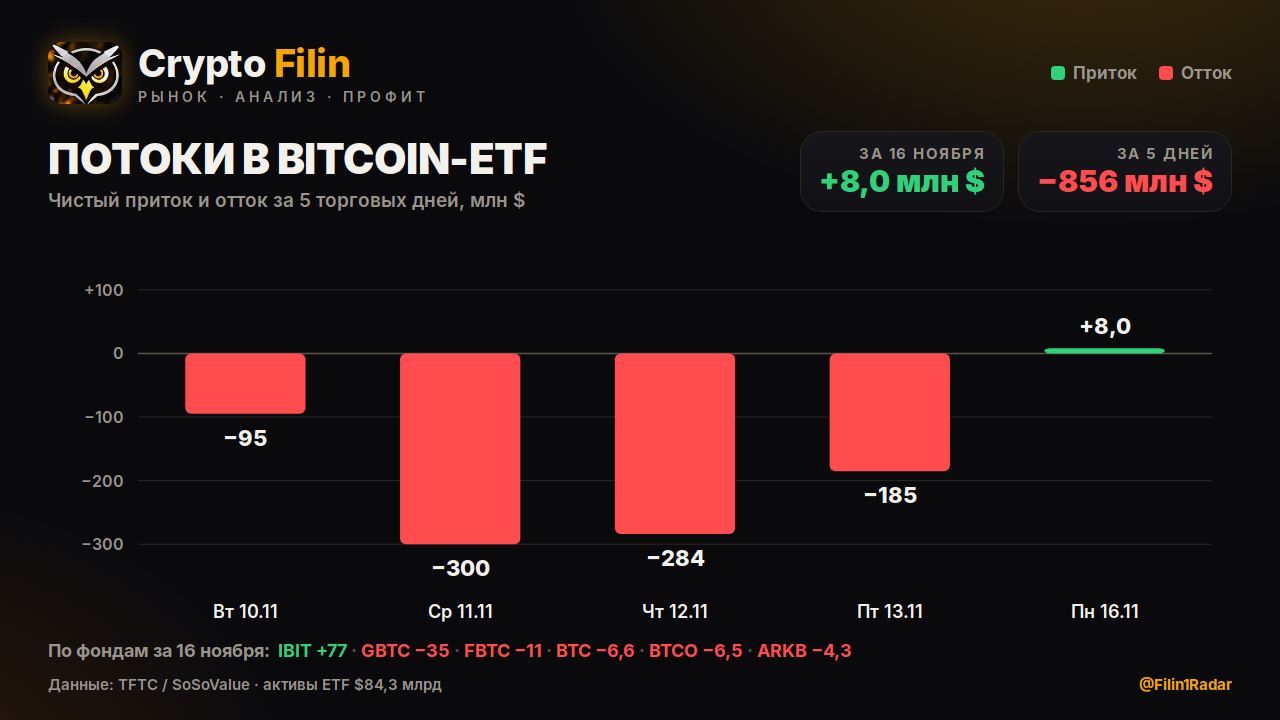 Crypto Filin
РЫНОК · АНАЛИЗ · ПРОФИТ
Приток
Отток
ПОТОКИ В BITCOIN-ETF
Чистый приток и отток за 5 торговых дней, млн $
ЗА 16 НОЯБРЯ
+8,0 млн $
ЗА 5 ДНЕЙ
−856 млн $
+100
0
−100
−200
−300
−95
−300
−284
−185
+8,0
Вт 10.11
Ср 11.11
Чт 12.11
Пт 13.11
Пн 16.11
По фондам за 16 ноября: IBIT +77 · GBTC −35 · FBTC −11 · BTC −6,6 · BTCO −6,5 · ARKB −4,3
Данные: TFTC / SoSoValue · активы ETF $84,3 млрд
@Filin1Radar